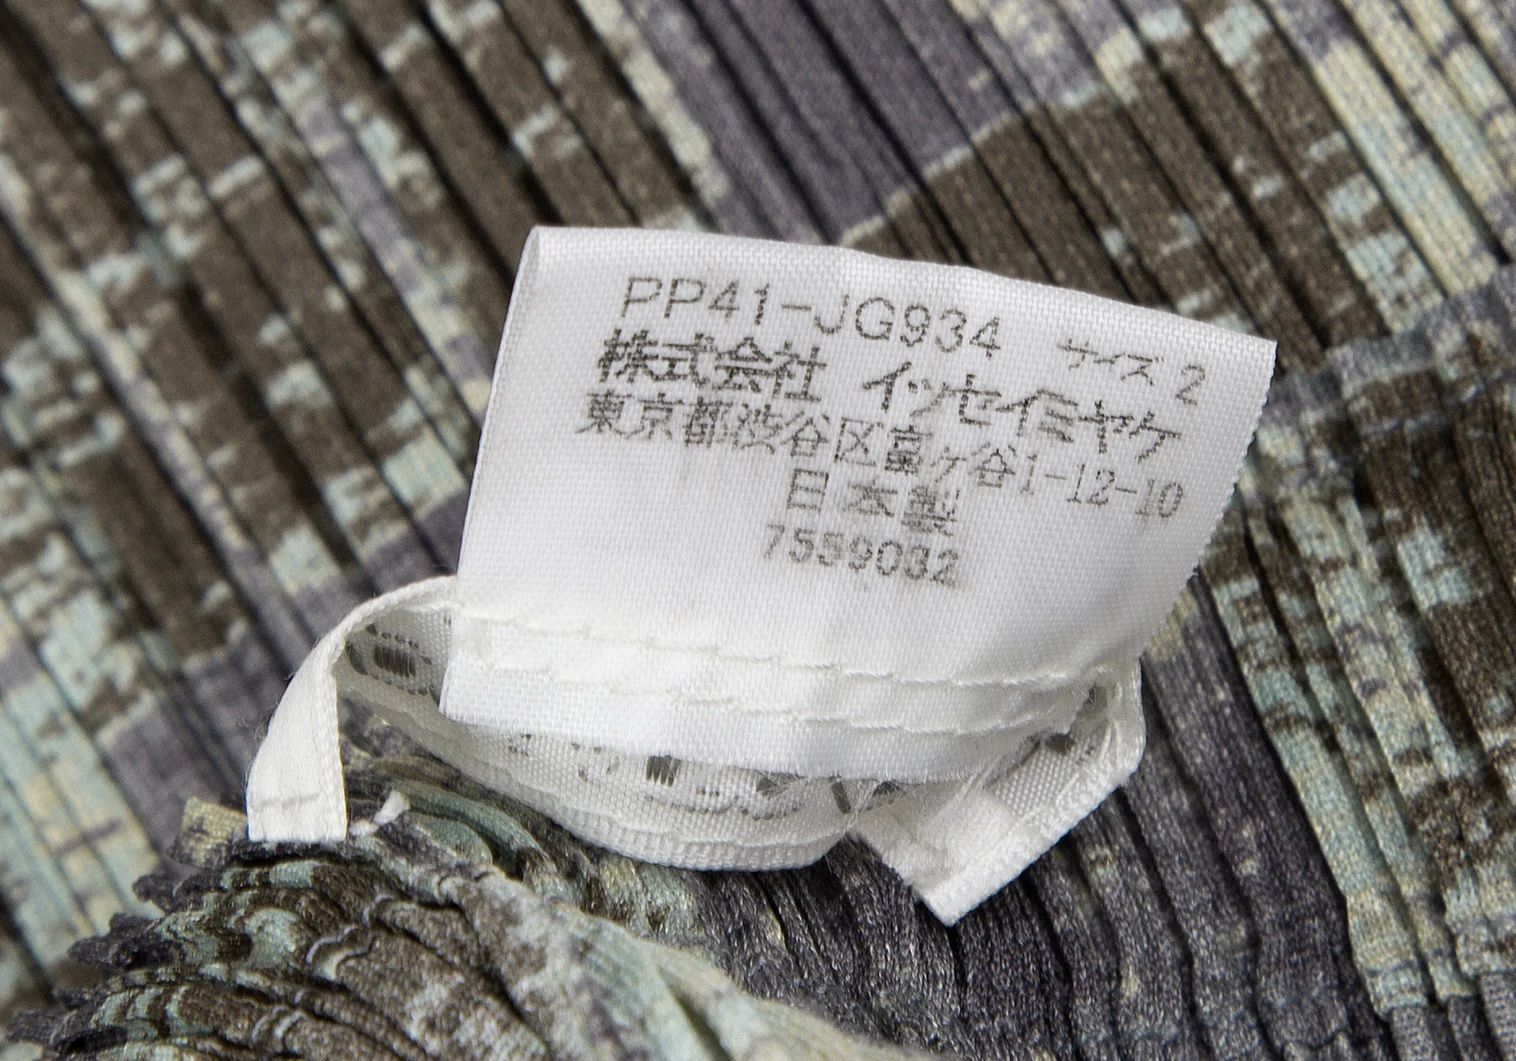 PP41-JG934 サイズ 2
株式会社 イッセイミヤケ
東京都渋谷区富ヶ谷1-12-10
日本製
7559032